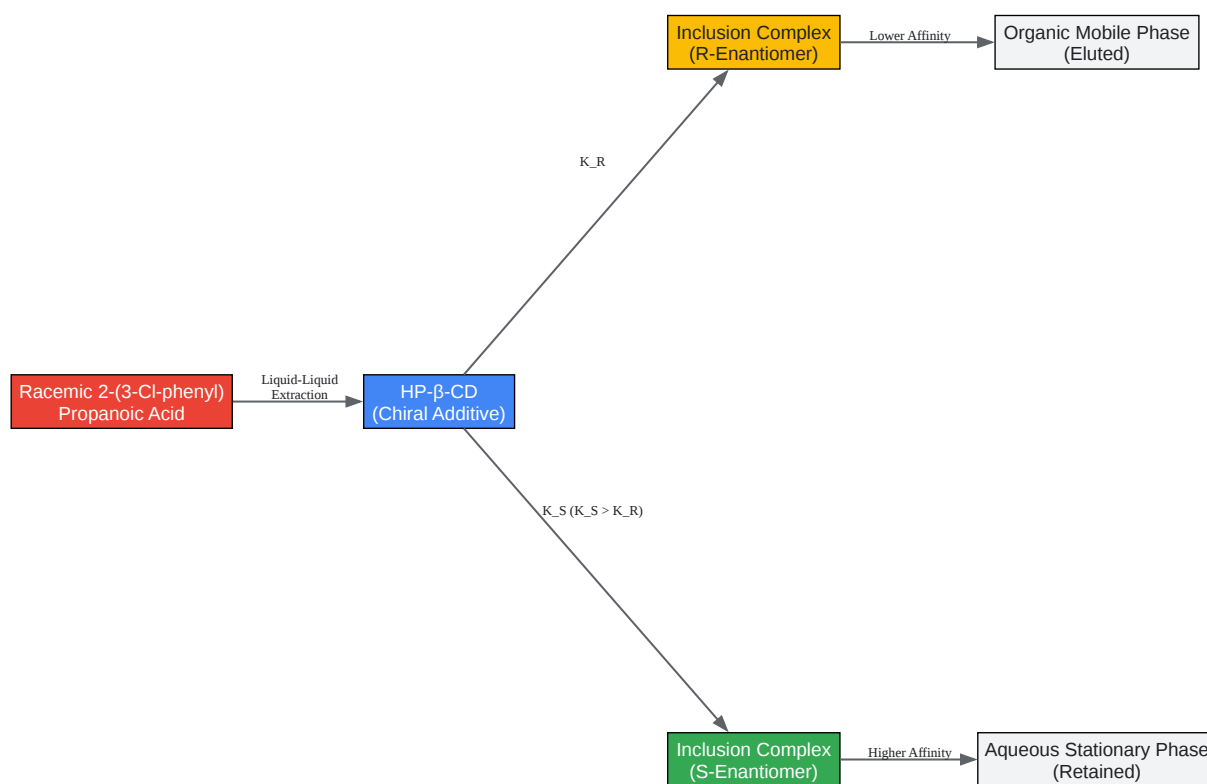 Inclusion Complex
(R-Enantiomer)
Lower Affinity
Organic Mobile Phase
(Eluted)
K_R
Racemic 2-(3-Cl-phenyl)
Propanoic Acid
Liquid-Liquid
Extraction
HP-β-CD
(Chiral Additive)
K_S (K_S > K_R)
Inclusion Complex
(S-Enantiomer)
Higher Affinity
Aqueous Stationary Phase
(Retained)